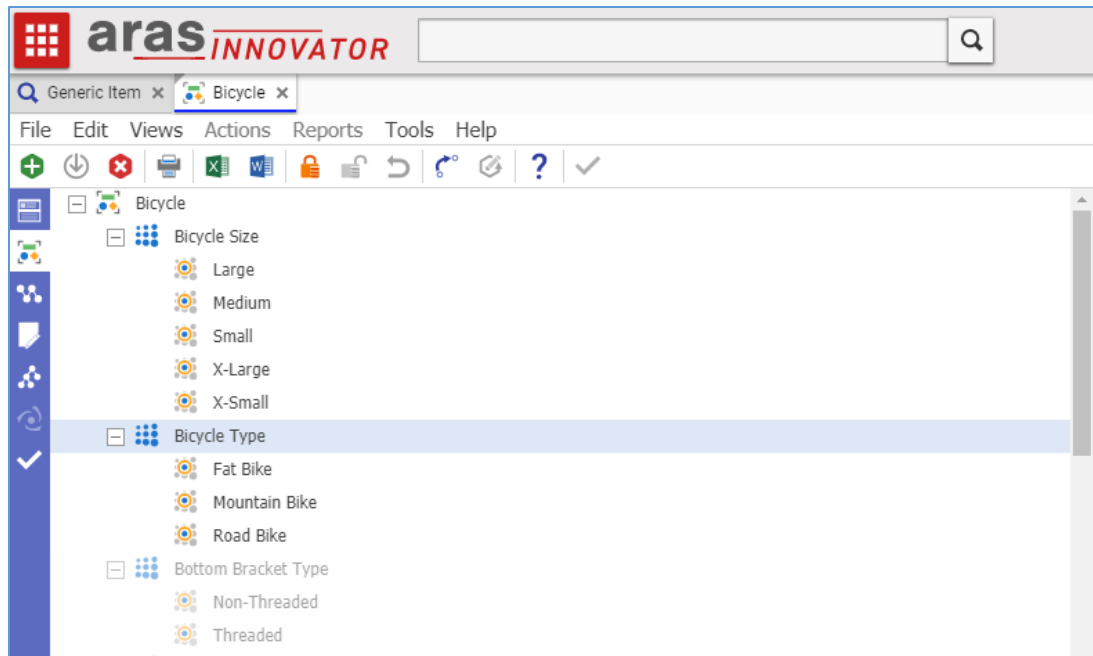 aras INNOVATOR
Generic Item Bicycle
File Edit Views Actions Reports Tools Help
Bicycle
Bicycle Size
Large
Medium
Small
X-Large
X-Small
Bicycle Type
Fat Bike
Mountain Bike
Road Bike
Bottom Bracket Type
Non-Threaded
Threaded